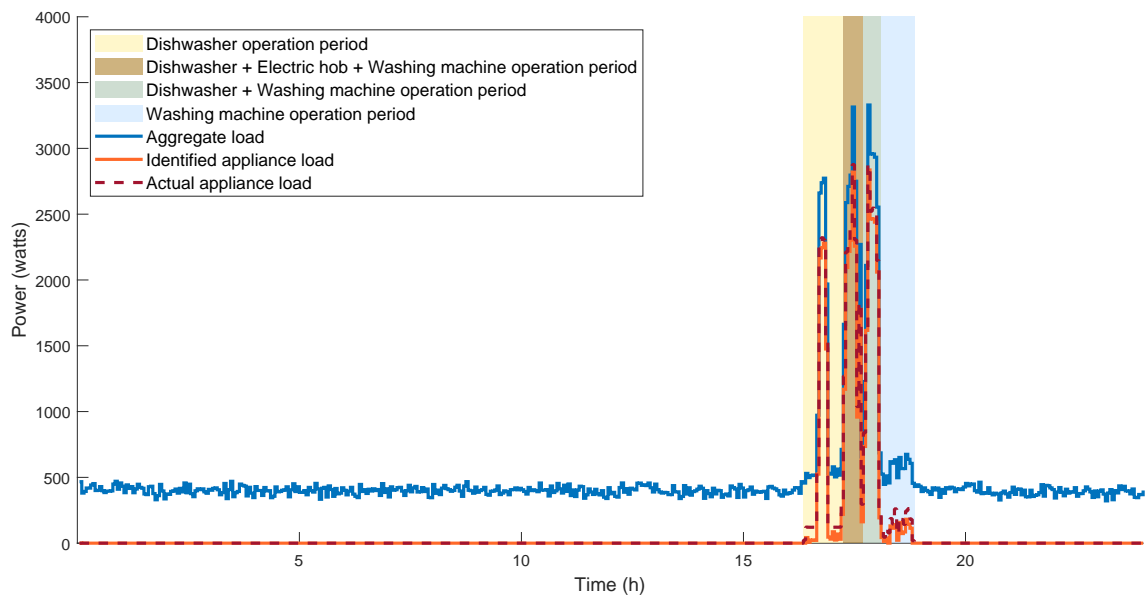 4000
3500
3000
2500
2000
1500
1000
500
0
Power (watts)
Dishwasher operation period
Dishwasher + Electric hob + Washing machine operation period
Dishwasher + Washing machine operation period
Washing machine operation period
Aggregate load
Identified appliance load
Actual appliance load
5
10
15
20
Time (h)